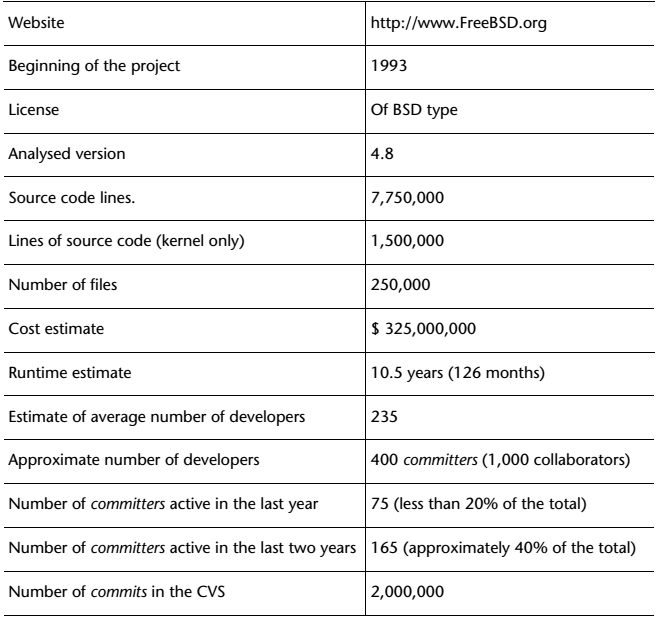 Website http://www.FreeBSD.org
Beginning of the project 1993
License Of BSD type
Analysed version 4.8
Source code lines. 7,750,000
Lines of source code (kernel only) 1,500,000
Number of files 250,000
Cost estimate $ 325,000,000
Runtime estimate 10.5 years (126 months)
Estimate of average number of developers 235
Approximate number of developers 400 committers (1,000 collaborators)
Number of committers active in the last year 75 (less than 20% of the total)
Number of committers active in the last two years 165 (approximately 40% of the total)
Number of commits in the CVS 2,000,000